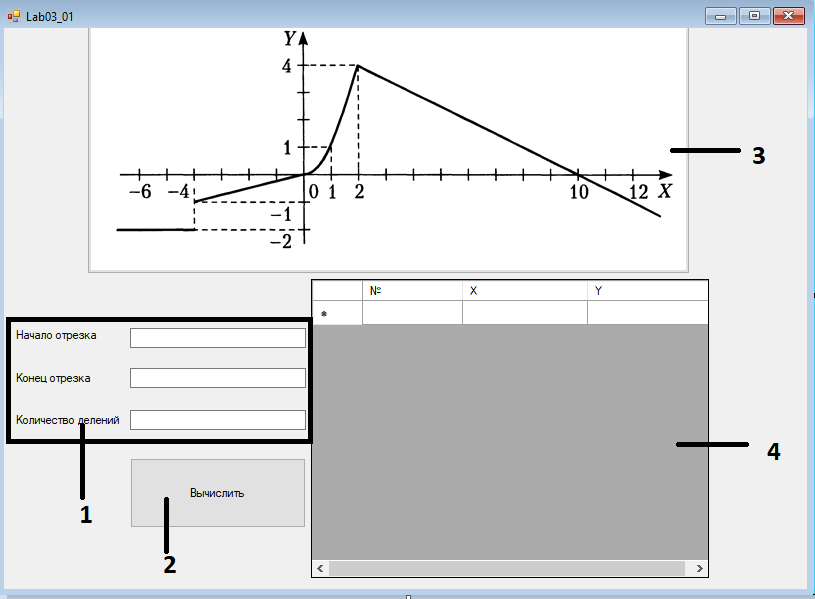 Lab03_01
Y
4
1
-6 -4 0 1 2 10 12 X
-1
-2
3
№ X Y
Начало отрезка
Конец отрезка
Количество делений
Вычислить
1
2
4